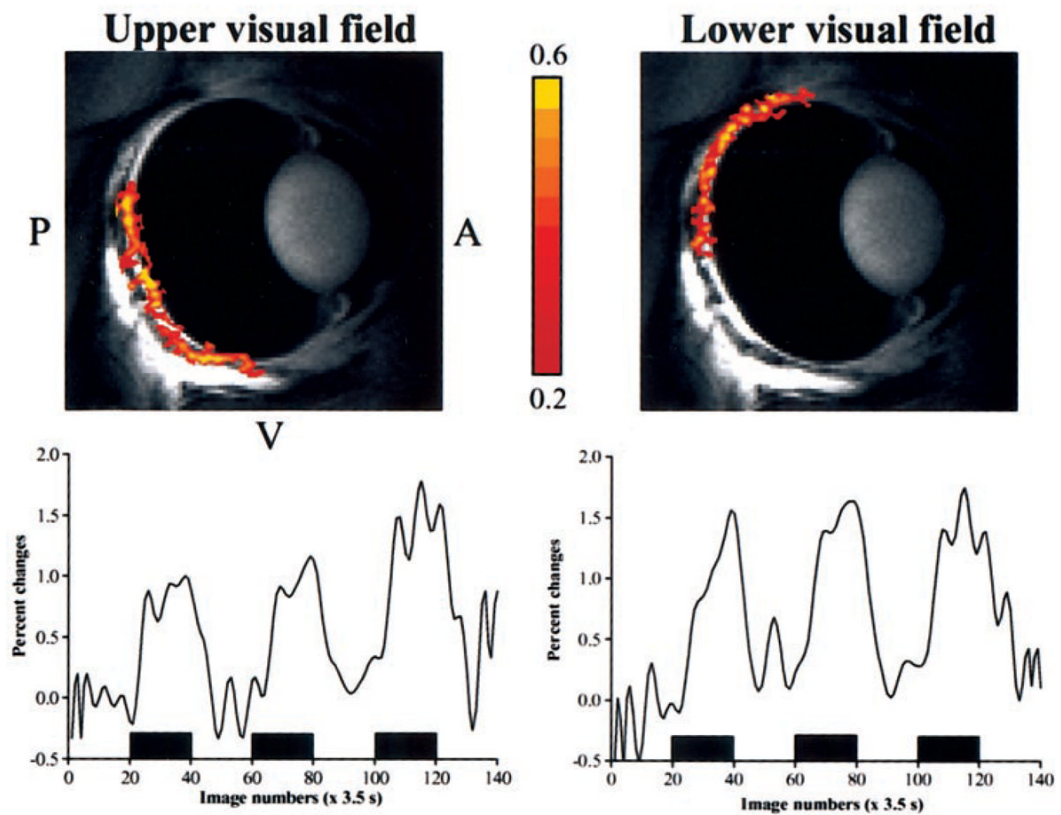 Upper visual field
Lower visual field
0.6
P
A
0.2
V
2.0
1.5
1.0
0.5
0.0
-0.5
Percent changes
0 20 40 60 80 100 120 140
Image numbers (x 3.5 s)
2.0
1.5
1.0
0.5
0.0
-0.5
Percent changes
0 20 40 60 80 100 120 140
Image numbers (x 3.5 s)